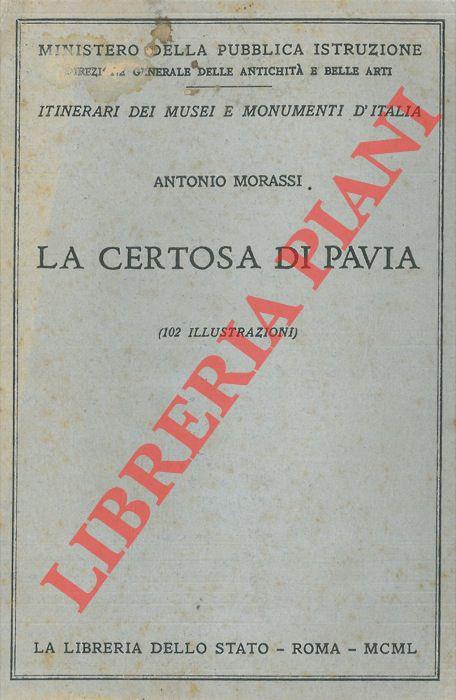 MINISTERO DELLA PUBBLICA ISTRUZIONE
DIREZIONE GENERALE DELLE ANTICHITÀ E BELLE ARTI
ITINERARI DEI MUSEI E MONUMENTI D'ITALIA
ANTONIO MORASSI
LA CERTOSA DI PAVIA
(102 ILLUSTRAZIONI)
LIBRERIA PIANI
LA LIBRERIA DELLO STATO - ROMA - MCML